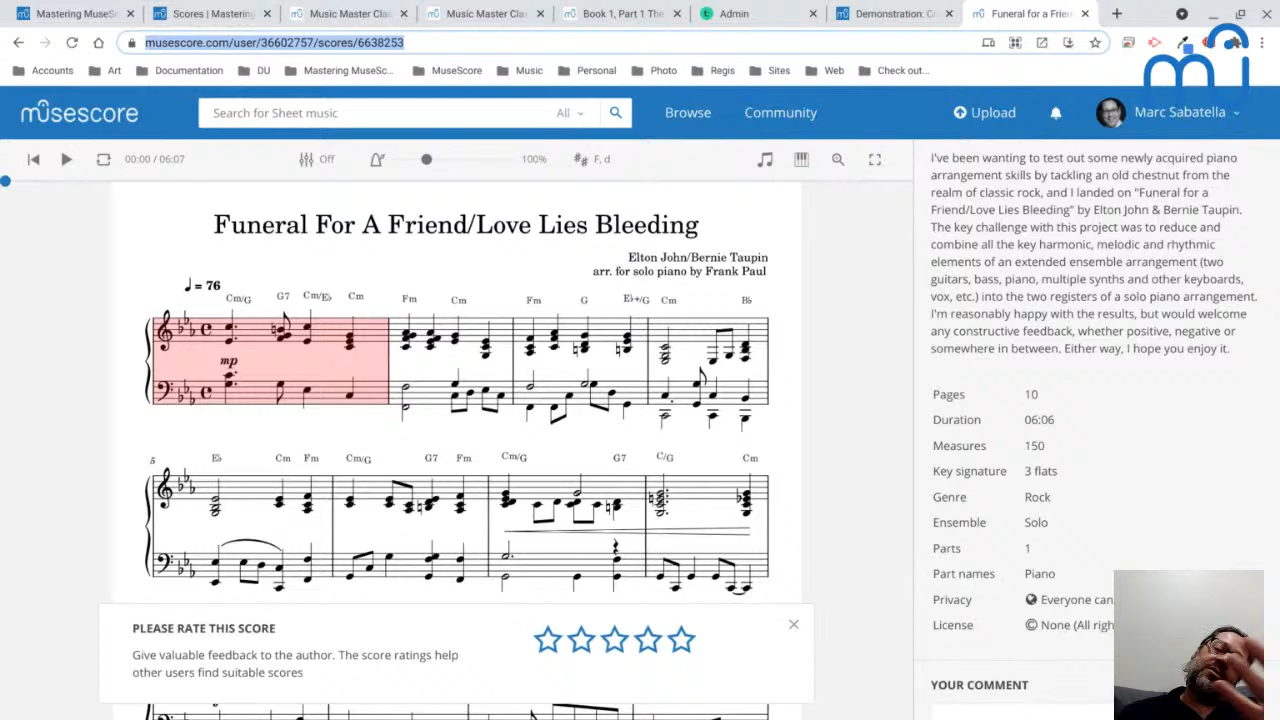 Mastering MuseSc
Scores | Mastering
Music Master Cla
Music Master Cla
Book 1, Part 1 The
Admin
Demonstration: C
Funeral for a Frien
musescore.com/user/36602757/scores/6638253
Accounts
Art
Documentation
DU
Mastering MuseSc...
MuseScore
Music
Personal
Photo
Regis
Sites
Web
Check out...
musescore
Search for Sheet music
All
Browse
Community
Upload
Marc Sabatella
00:00 / 06:07
Off
100%
F, d
Funeral For A Friend/Love Lies Bleeding
Elton John/Bernie Taupin
arr. for solo piano by Frank Paul
= 76
Cm/G G7 Cm/E♭ Cm Fm Cm Fm G E♭+/G Cm B♭
mp
5
E♭ Cm Fm Cm/G G7 Fm Cm/G G7 C/G Cm
PLEASE RATE THIS SCORE
Give valuable feedback to the author. The score ratings help
other users find suitable scores
I've been wanting to test out some newly acquired piano
arrangement skills by tackling an old chestnut from the
realm of classic rock, and I landed on "Funeral for a
Friend/Love Lies Bleeding" by Elton John & Bernie Taupin.
The key challenge with this project was to reduce and
combine all the key harmonic, melodic and rhythmic
elements of an extended ensemble arrangement (two
guitars, bass, piano, multiple synths and other keyboards,
vox, etc.) into the two registers of a solo piano arrangement.
I'm reasonably happy with the results, but would welcome
any constructive feedback, whether positive, negative or
somewhere in between. Either way, I hope you enjoy it.
Pages 10
Duration 06:06
Measures 150
Key signature 3 flats
Genre Rock
Ensemble Solo
Parts 1
Part names Piano
Privacy Everyone can
License None (All righ
YOUR COMMENT